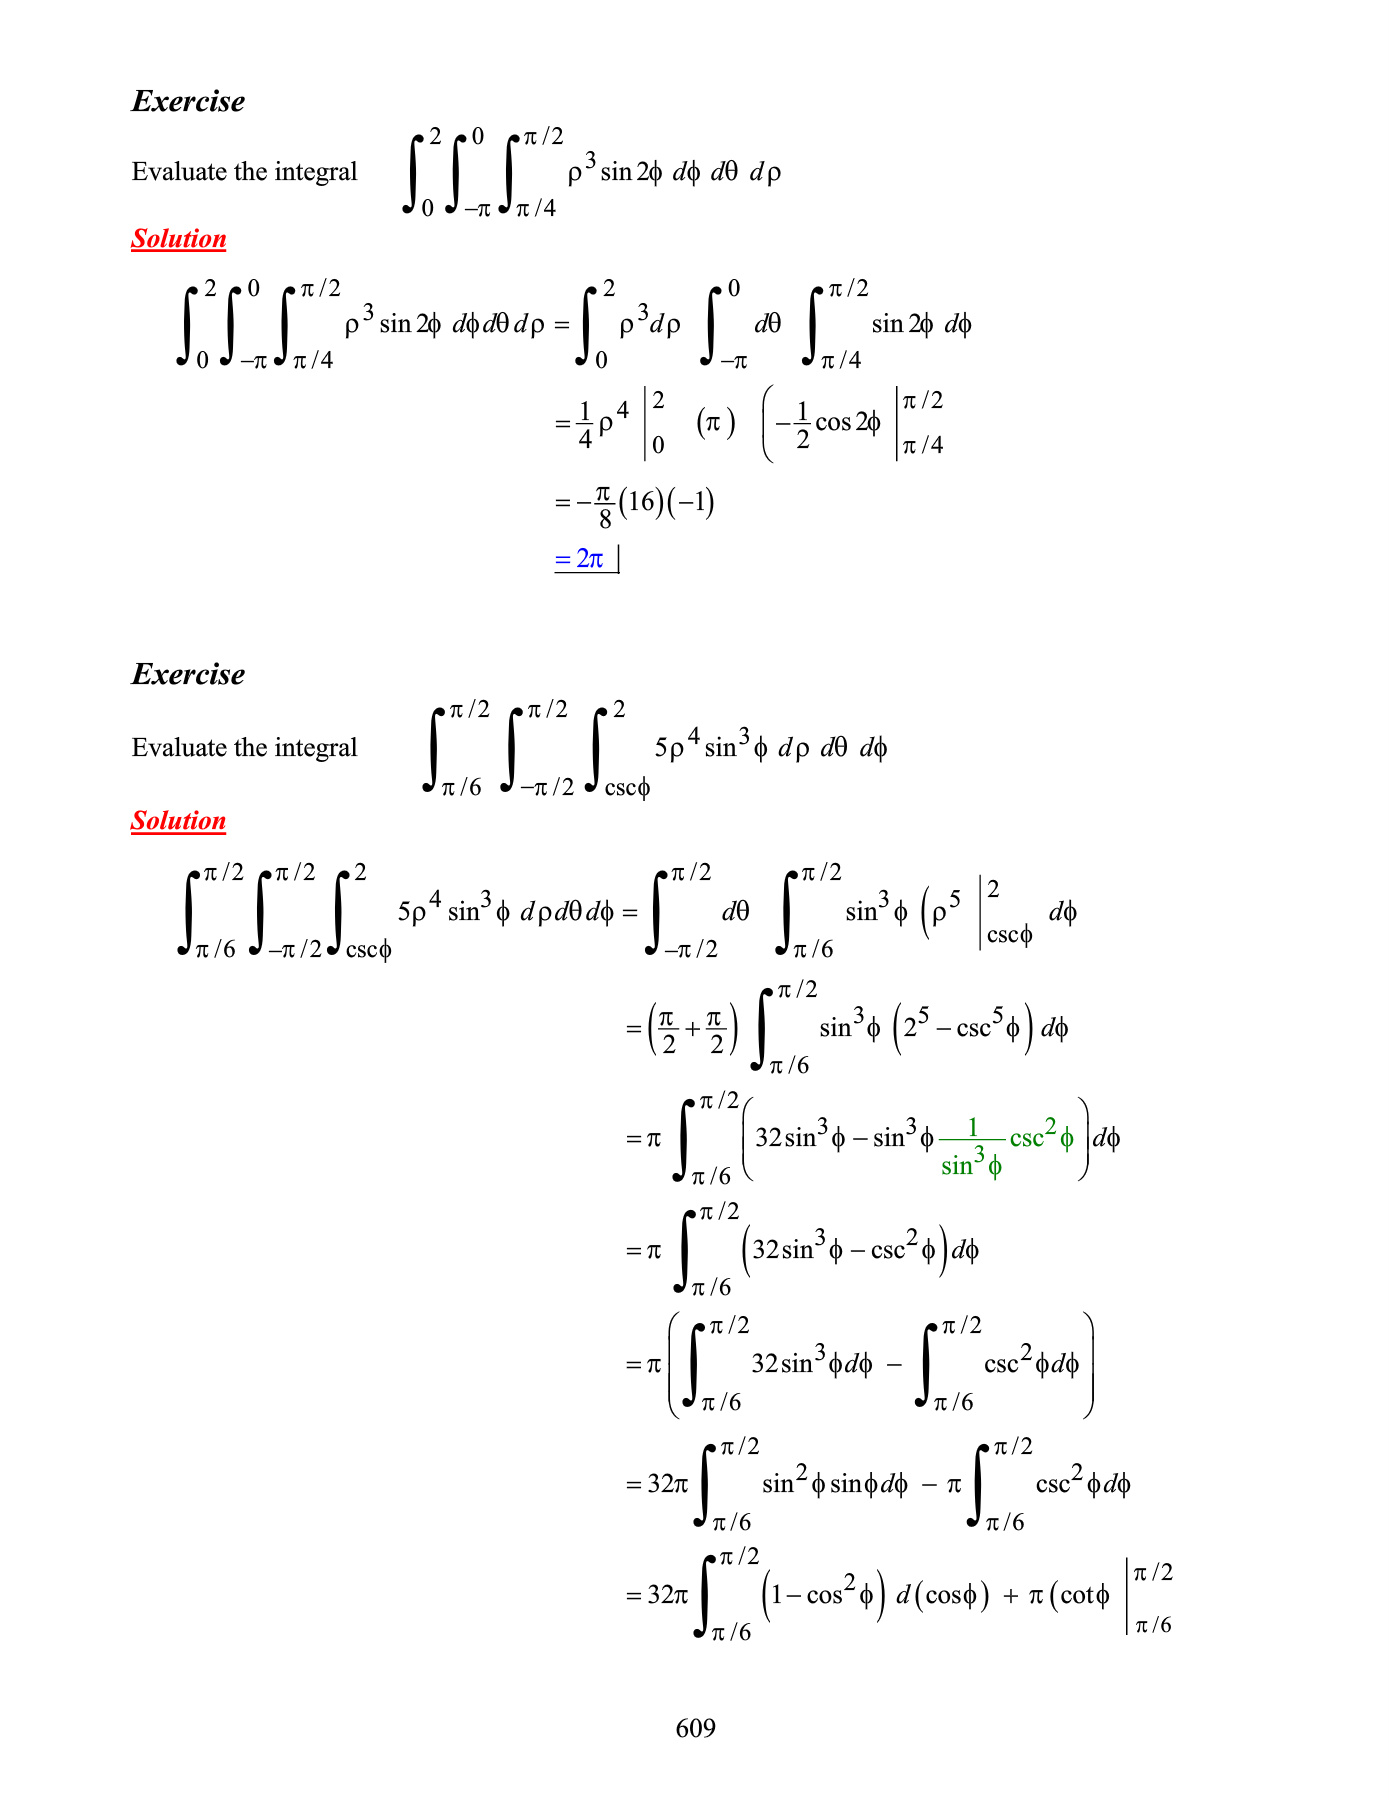 Exercise
Evaluate the integral ∫_0^2 ∫_{−π}^0 ∫_{π/4}^{π/2} ρ^3 sin 2φ dφ dθ dρ
Solution
∫_0^2 ∫_{−π}^0 ∫_{π/4}^{π/2} ρ^3 sin 2φ dφ dθ dρ = ∫_0^2 ρ^3 dρ ∫_{−π}^0 dθ ∫_{π/4}^{π/2} sin 2φ dφ
= 1/4 ρ^4 |_0^2 (π) (−1/2 cos 2φ |_{π/4}^{π/2}
= −π/8 (16)(−1)
= 2π |
Exercise
Evaluate the integral ∫_{π/6}^{π/2} ∫_{−π/2}^{π/2} ∫_{cscφ}^2 5ρ^4 sin^3 φ dρ dθ dφ
Solution
∫_{π/6}^{π/2} ∫_{−π/2}^{π/2} ∫_{cscφ}^2 5ρ^4 sin^3 φ dρ dθ dφ = ∫_{−π/2}^{π/2} dθ ∫_{π/6}^{π/2} sin^3 φ (ρ^5 |_{cscφ}^2 dφ
= (π/2 + π/2) ∫_{π/6}^{π/2} sin^3 φ (2^5 − csc^5 φ) dφ
= π ∫_{π/6}^{π/2} (32 sin^3 φ − sin^3 φ 1/sin^3 φ csc^2 φ) dφ
= π ∫_{π/6}^{π/2} (32 sin^3 φ − csc^2 φ) dφ
= π (∫_{π/6}^{π/2} 32 sin^3 φ dφ − ∫_{π/6}^{π/2} csc^2 φ dφ)
= 32π ∫_{π/6}^{π/2} sin^2 φ sin φ dφ − π ∫_{π/6}^{π/2} csc^2 φ dφ
= 32π ∫_{π/6}^{π/2} (1 − cos^2 φ) d(cos φ) + π (cot φ |_{π/6}^{π/2}
609